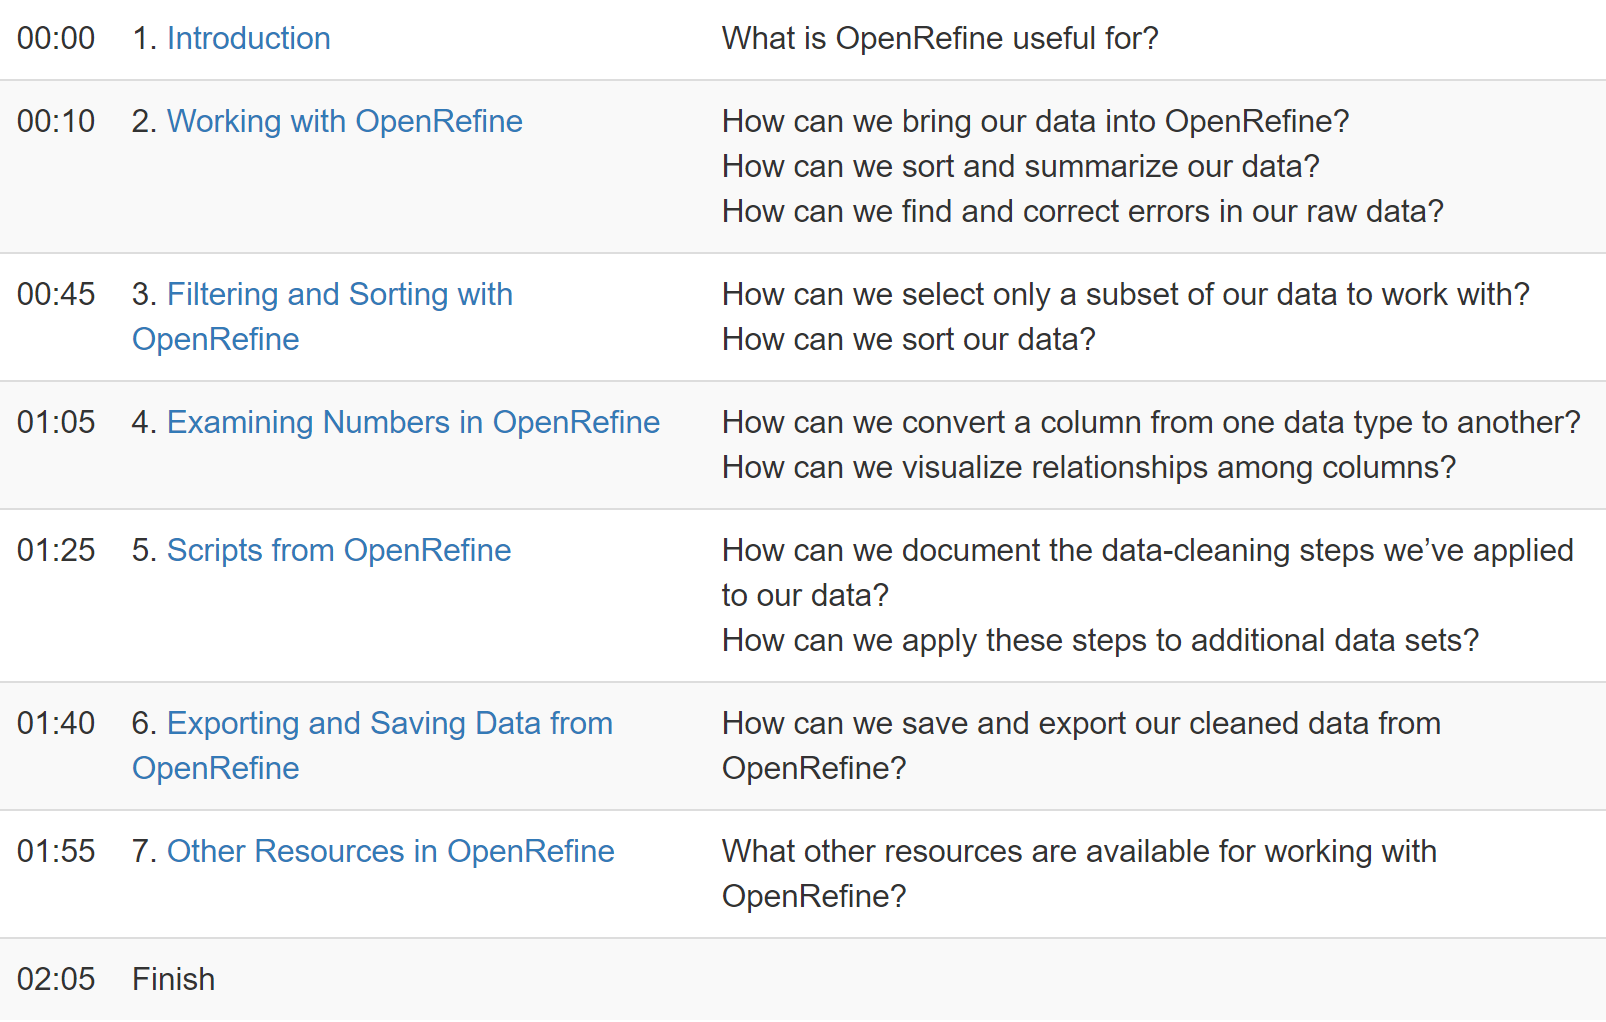 00:00 1. Introduction What is OpenRefine useful for?
00:10 2. Working with OpenRefine How can we bring our data into OpenRefine?
How can we sort and summarize our data?
How can we find and correct errors in our raw data?
00:45 3. Filtering and Sorting with How can we select only a subset of our data to work with?
OpenRefine How can we sort our data?
01:05 4. Examining Numbers in OpenRefine How can we convert a column from one data type to another?
How can we visualize relationships among columns?
01:25 5. Scripts from OpenRefine How can we document the data-cleaning steps we’ve applied
to our data?
How can we apply these steps to additional data sets?
01:40 6. Exporting and Saving Data from How can we save and export our cleaned data from
OpenRefine OpenRefine?
01:55 7. Other Resources in OpenRefine What other resources are available for working with
OpenRefine?
02:05 Finish